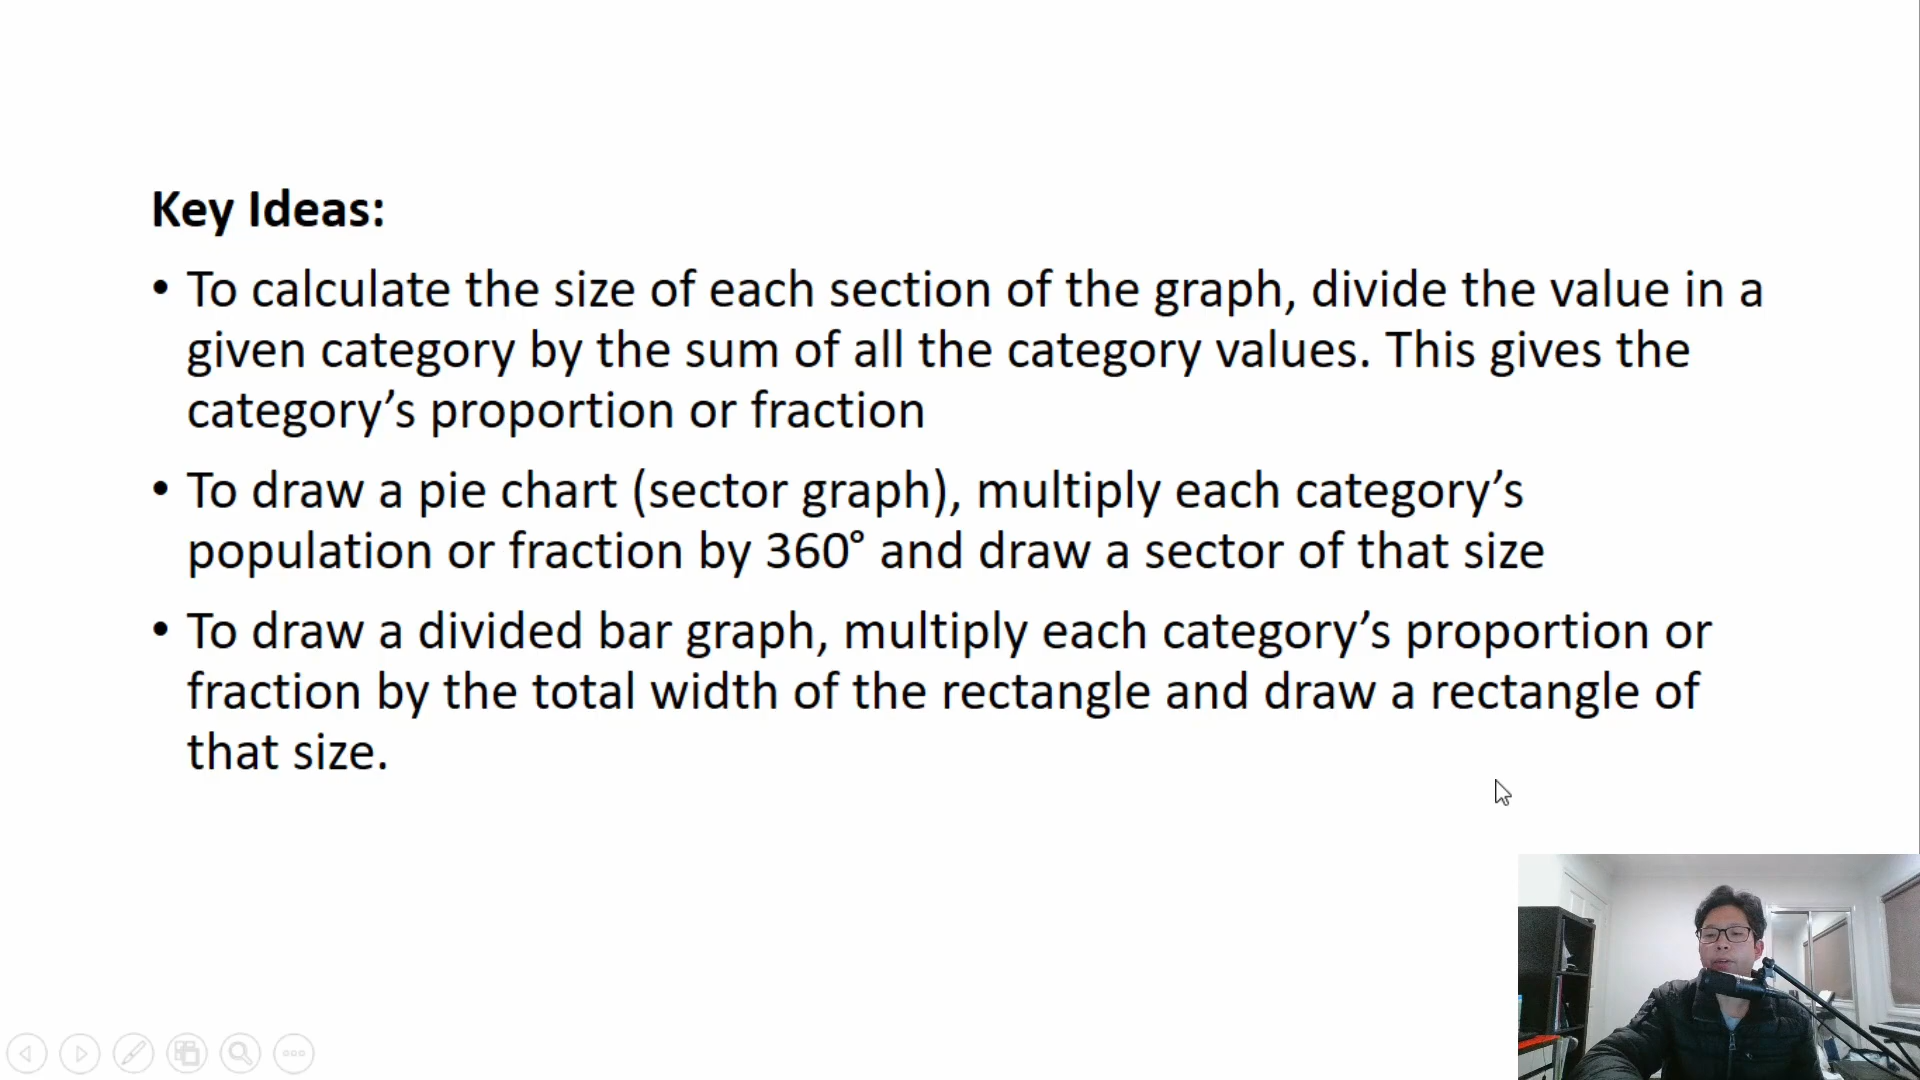 Key Ideas:
• To calculate the size of each section of the graph, divide the value in a
given category by the sum of all the category values. This gives the
category’s proportion or fraction
• To draw a pie chart (sector graph), multiply each category’s
population or fraction by 360° and draw a sector of that size
• To draw a divided bar graph, multiply each category’s proportion or
fraction by the total width of the rectangle and draw a rectangle of
that size.